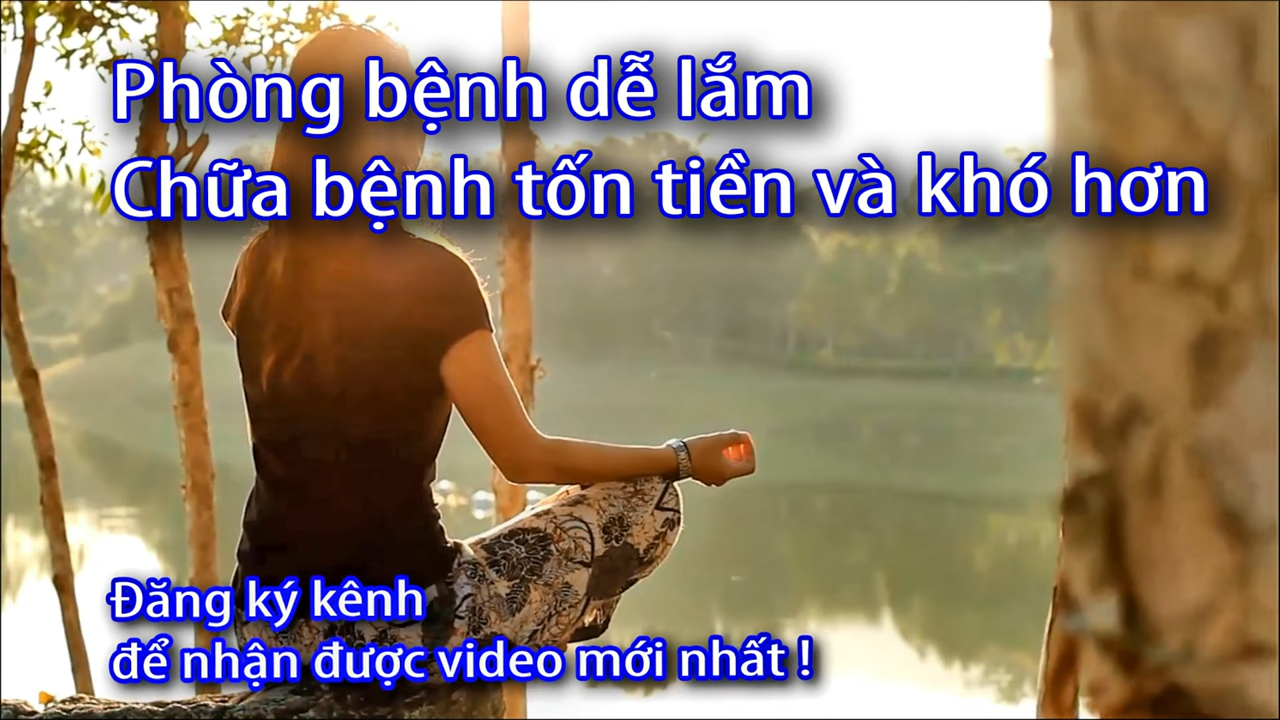 Phòng bệnh dễ lắm
Chữa bệnh tốn tiền và khó hơn
Đăng ký kênh
để nhận được video mới nhất !